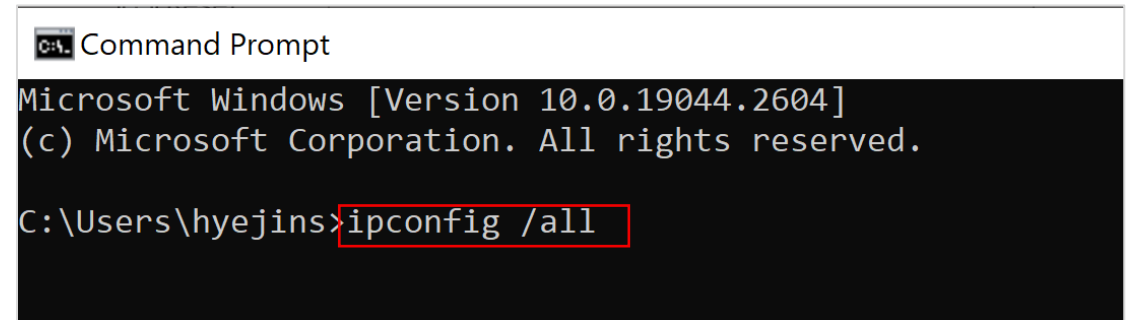 Command Prompt
Microsoft Windows [Version 10.0.19044.2604]
(c) Microsoft Corporation. All rights reserved.
C:\Users\hyejins>ipconfig /all